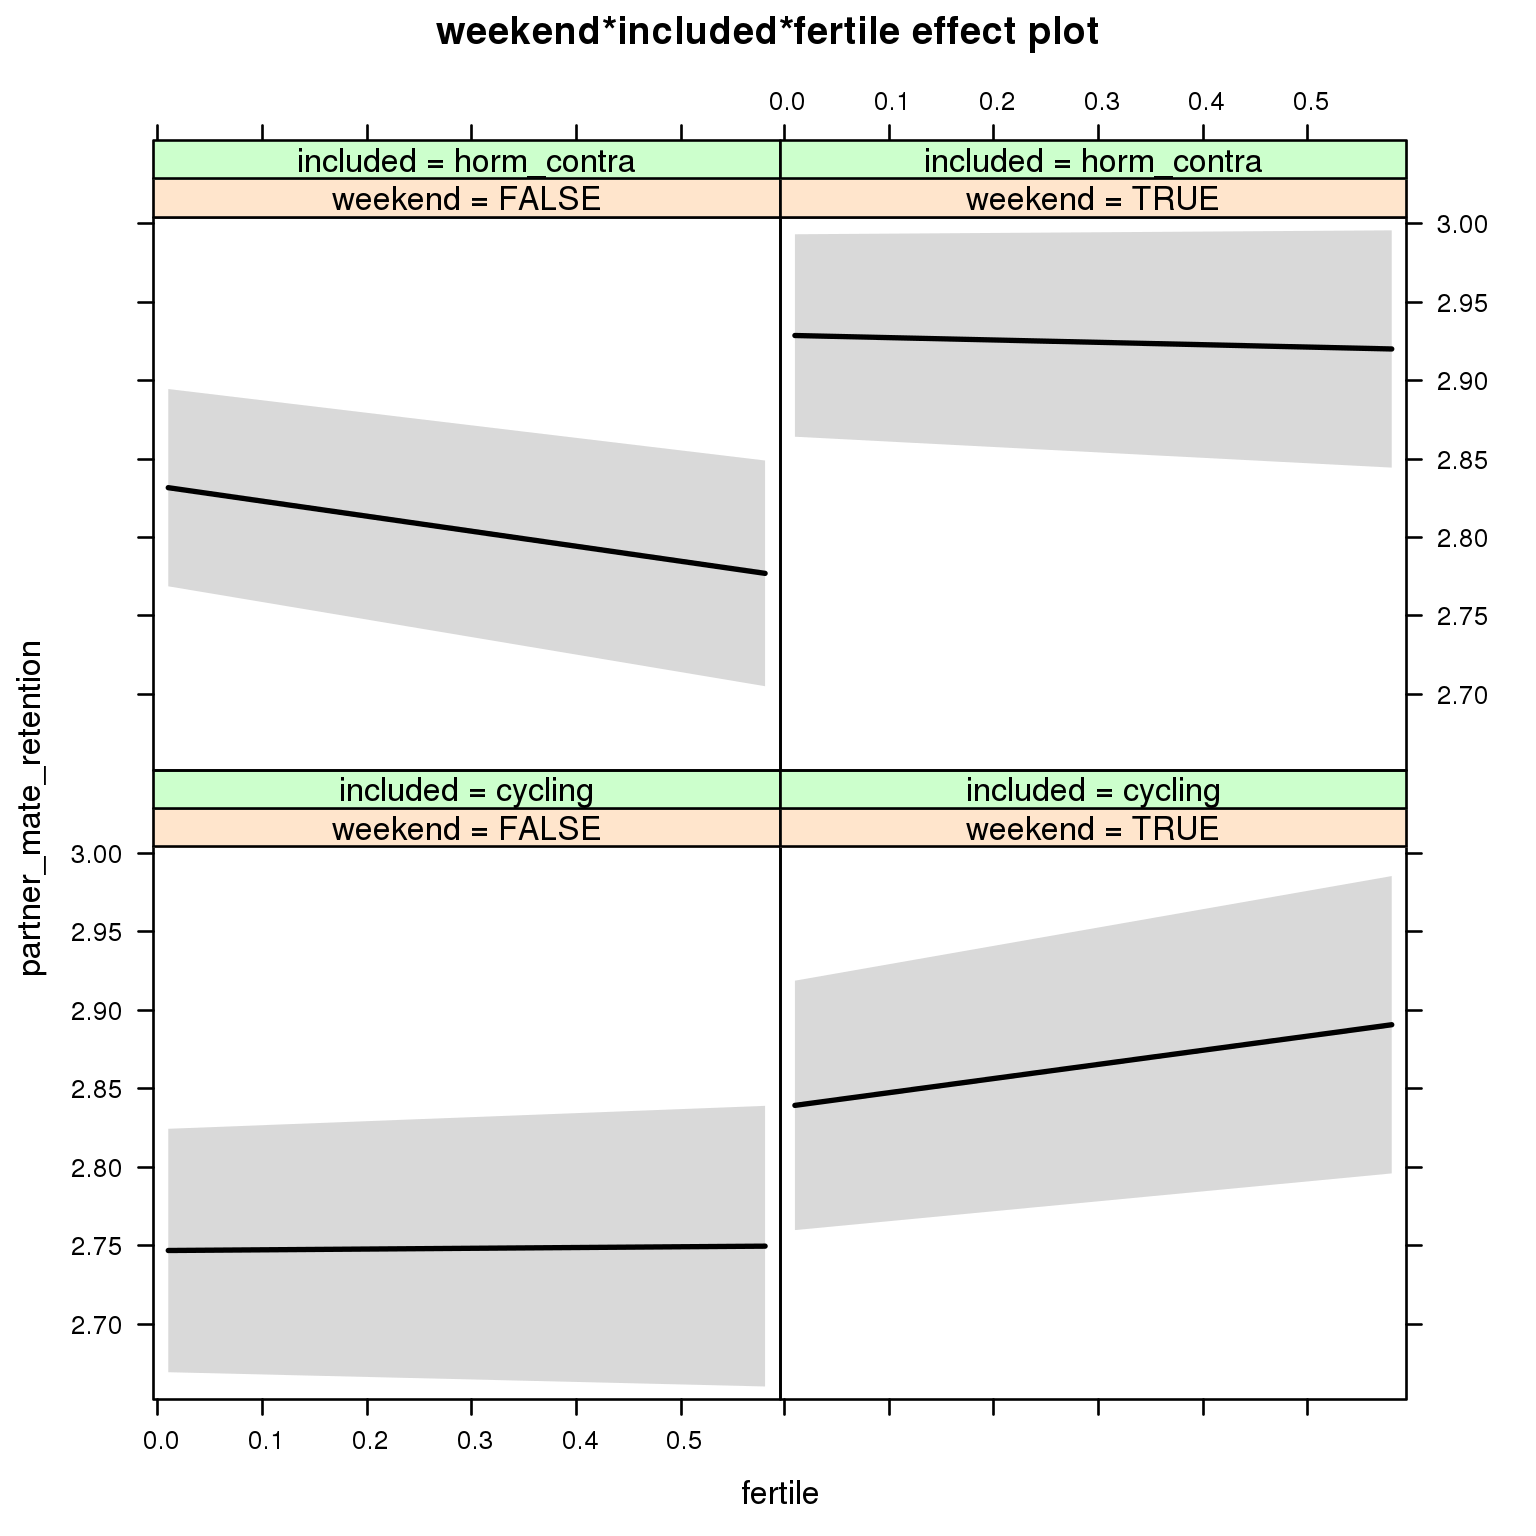 weekend*included*fertile effect plot
0.0 0.1 0.2 0.3 0.4 0.5
included = horm_contra
included = horm_contra
weekend = FALSE
weekend = TRUE
3.00
2.95
2.90
2.85
2.80
2.75
2.70
partner_mate_retention
included = cycling
included = cycling
weekend = FALSE
weekend = TRUE
3.00
2.95
2.90
2.85
2.80
2.75
2.70
0.0 0.1 0.2 0.3 0.4 0.5
fertile